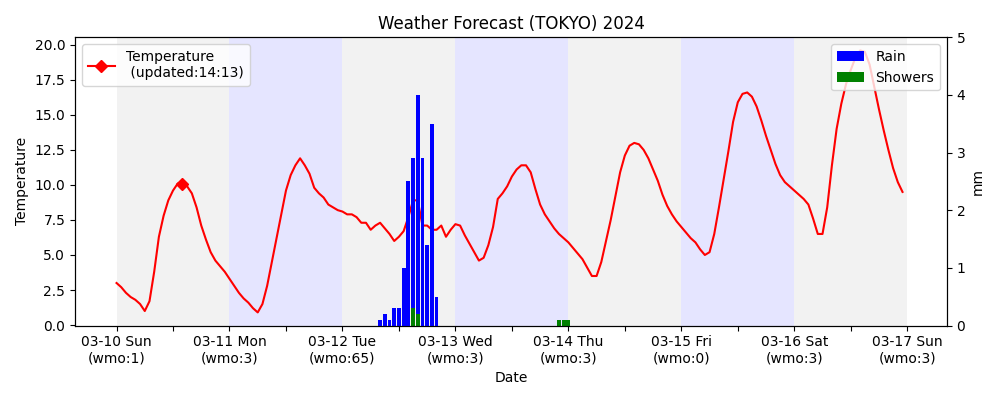 Weather Forecast (TOKYO) 2024
Temperature
(updated:14:13)
Rain
Showers
20.0
17.5
15.0
12.5
10.0
7.5
5.0
2.5
0.0
Temperature
5
4
3
2
1
0
mm
03-10 Sun
(wmo:1)
03-11 Mon
(wmo:3)
03-12 Tue
(wmo:65)
03-13 Wed
(wmo:3)
03-14 Thu
(wmo:3)
03-15 Fri
(wmo:0)
03-16 Sat
(wmo:3)
03-17 Sun
(wmo:3)
Date